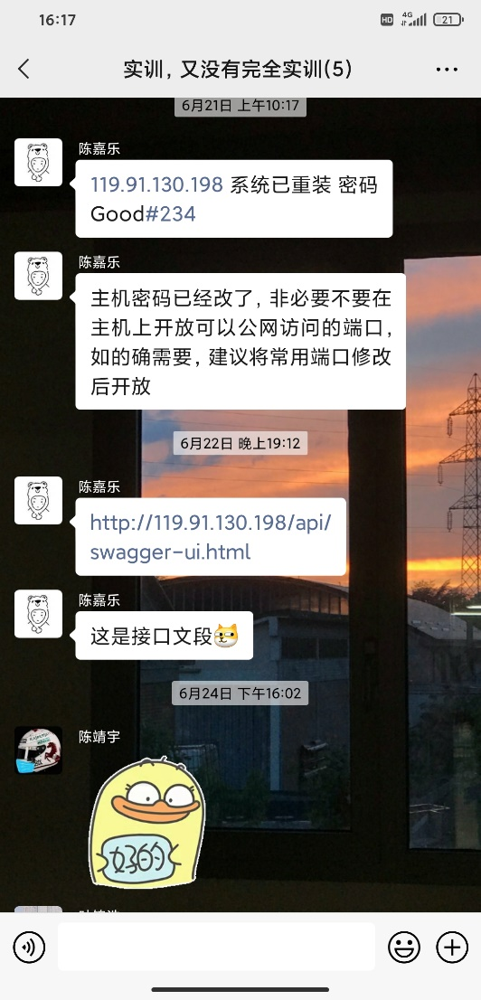 16:17
HD 4G 21
实训，又没有完全实训(5)
6月21日 上午10:17
陈嘉乐
119.91.130.198 系统已重装 密码
Good#234
陈嘉乐
主机密码已经改了，非必要不要在
主机上开放可以公网访问的端口，
如的确需要，建议将常用端口修改
后开放
6月22日 晚上19:12
陈嘉乐
http://119.91.130.198/api/
swagger-ui.html
陈嘉乐
这是接口文段
6月24日 下午16:02
陈靖宇
好的